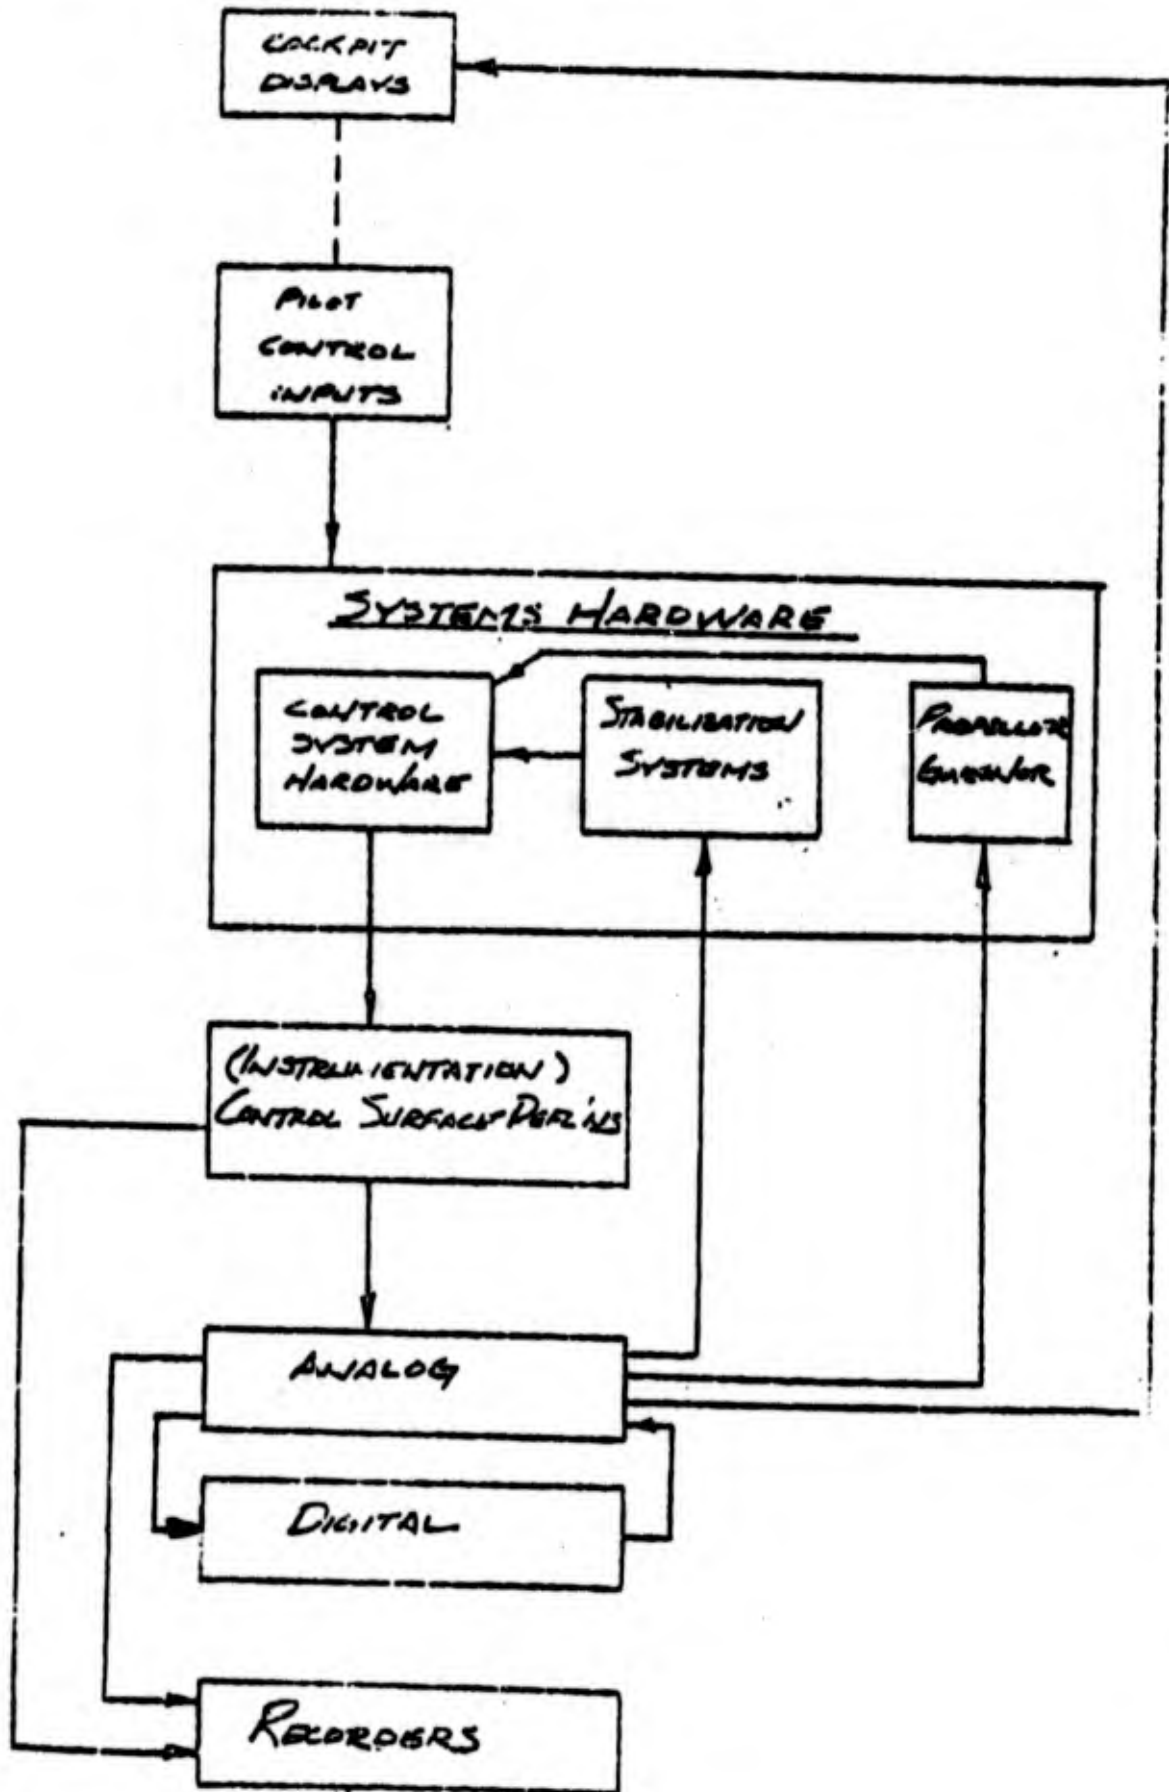 COCKPIT
DISPLAYS
PILOT
CONTROL
INPUTS
SYSTEMS HARDWARE
CONTROL
SYSTEM
HARDWARE
STABILIZATION
SYSTEMS
GOVERNOR
(INSTRUMENTATION)
CONTROL SURFACE DEFL'NS
ANALOG
DIGITAL
RECORDERS